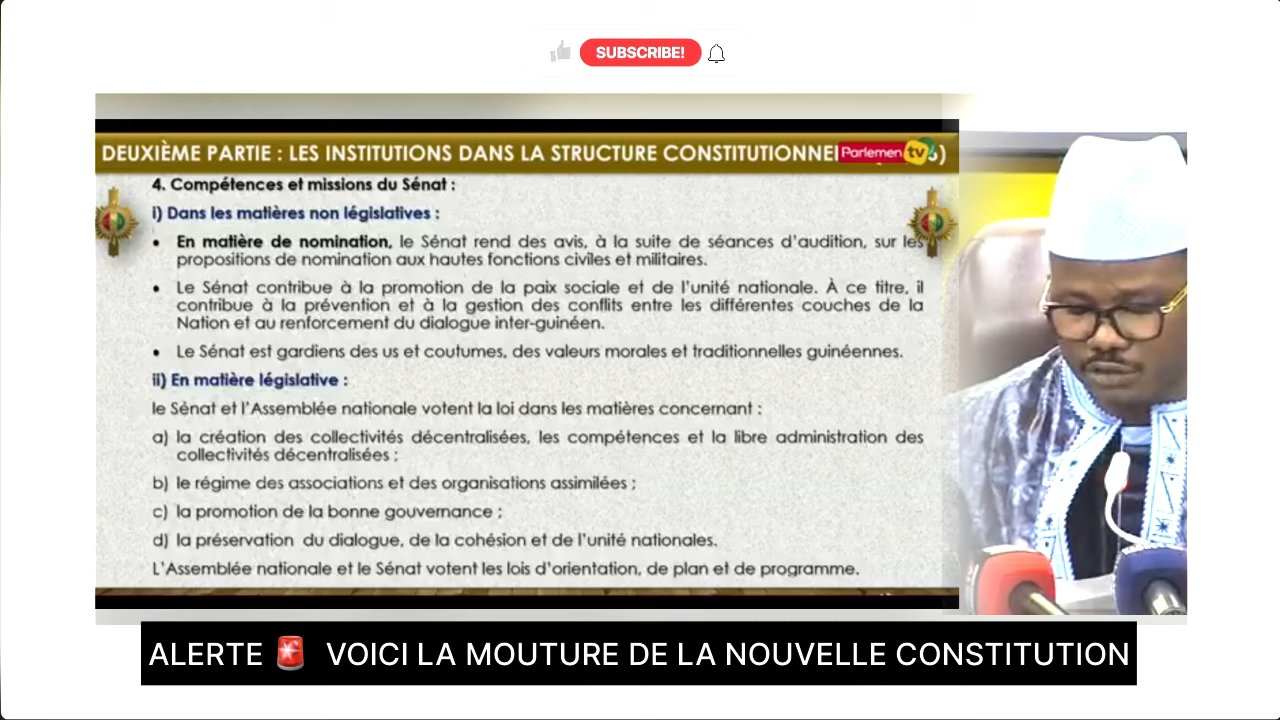 SUBSCRIBE!
DEUXIÈME PARTIE : LES INSTITUTIONS DANS LA STRUCTURE CONSTITUTIONNEL
Parlemen tv
4. Compétences et missions du Sénat :
i) Dans les matières non législatives :
• En matière de nomination, le Sénat rend des avis, à la suite de séances d'audition, sur les
propositions de nomination aux hautes fonctions civiles et militaires.
• Le Sénat contribue à la promotion de la paix sociale et de l'unité nationale. À ce titre, il
contribue à la prévention et à la gestion des conflits entre les différentes couches de la
Nation et au renforcement du dialogue inter-guinéen.
• Le Sénat est gardiens des us et coutumes, des valeurs morales et traditionnelles guinéennes.
ii) En matière législative :
le Sénat et l'Assemblée nationale votent la loi dans les matières concernant :
a) la création des collectivités décentralisées, les compétences et la libre administration des
collectivités décentralisées ;
b) le régime des associations et des organisations assimilées ;
c) la promotion de la bonne gouvernance ;
d) la préservation du dialogue, de la cohésion et de l'unité nationales.
L'Assemblée nationale et le Sénat votent les lois d'orientation, de plan et de programme.
ALERTE 🚨 VOICI LA MOUTURE DE LA NOUVELLE CONSTITUTION